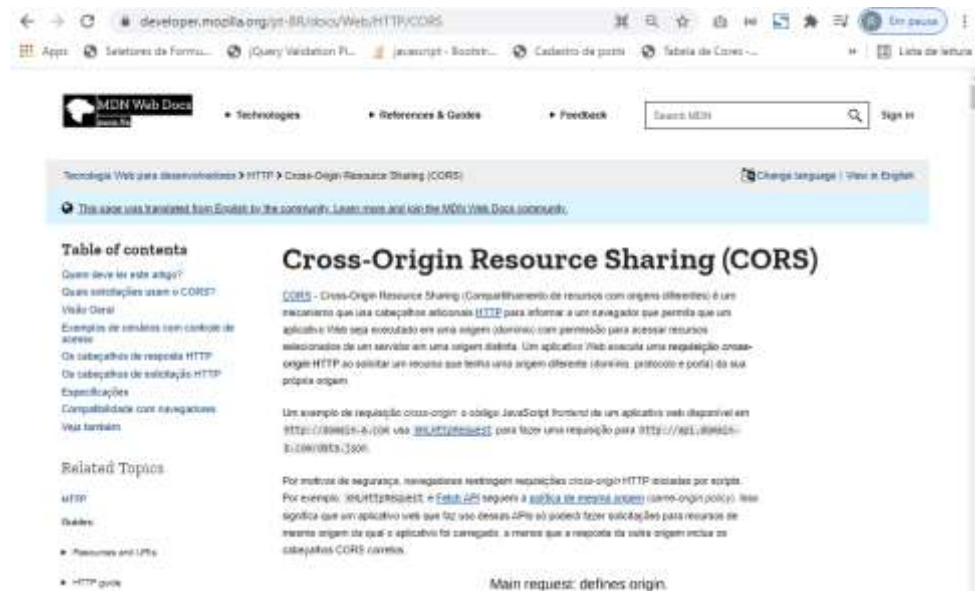 developer.mozilla.org/pt-BR/docs/Web/HTTP/CORS
Em pausa
Apps
Seletores de Formu...
jQuery Validation Pl...
javascript - Bootstr...
Cadastro de posts
Tabela de Cores -...
Lista de leitura
MDN Web Docs
Technologies
References & Guides
Feedback
Search MDN
Sign in
Tecnologia Web para desenvolvedores > HTTP > Cross-Origin Resource Sharing (CORS)
Change language | View in English
This page was translated from English by the community. Learn more and join the MDN Web Docs community.
Table of contents
Quem deve ler este artigo?
Quais solicitações usam o CORS?
Visão Geral
Exemplos de cenários com controle de
acesso
Os cabeçalhos de resposta HTTP
Os cabeçalhos de solicitação HTTP
Especificações
Compatibilidade com navegadores
Veja também
Related Topics
HTTP
Guides:
Resources and URIs
HTTP guide
Cross-Origin Resource Sharing (CORS)
CORS - Cross-Origin Resource Sharing (Compartilhamento de recursos com origens diferentes) é um
mecanismo que usa cabeçalhos adicionais HTTP para informar a um navegador que permita que um
aplicativo Web seja executado em uma origem (domínio) com permissão para acessar recursos
selecionados de um servidor em uma origem distinta. Um aplicativo Web executa uma requisição cross-
origin HTTP ao solicitar um recurso que tenha uma origem diferente (domínio, protocolo e porta) da sua
própria origem.
Um exemplo de requisição cross-origin: o código JavaScript frontend de um aplicativo web disponível em
http://domain-a.com usa XMLHttpRequest para fazer uma requisição para http://api.domain-
b.com/data.json.
Por motivos de segurança, navegadores restringem requisições cross-origin HTTP iniciadas por scripts.
Por exemplo, XMLHttpRequest e Fetch API seguem a política de mesma origem (same-origin policy). Isso
significa que um aplicativo web que faz uso dessas APIs só poderá fazer solicitações para recursos de
mesma origem da qual o aplicativo foi carregado, a menos que a resposta da outra origem inclua os
cabeçalhos CORS corretos.
Main request: defines origin.